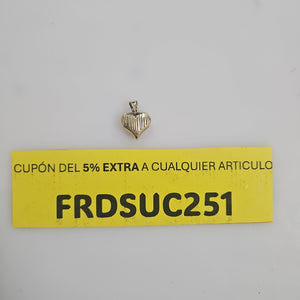 CUPÓN DEL 5% EXTRA A CUALQUIER ARTICULO
FRDSUC251